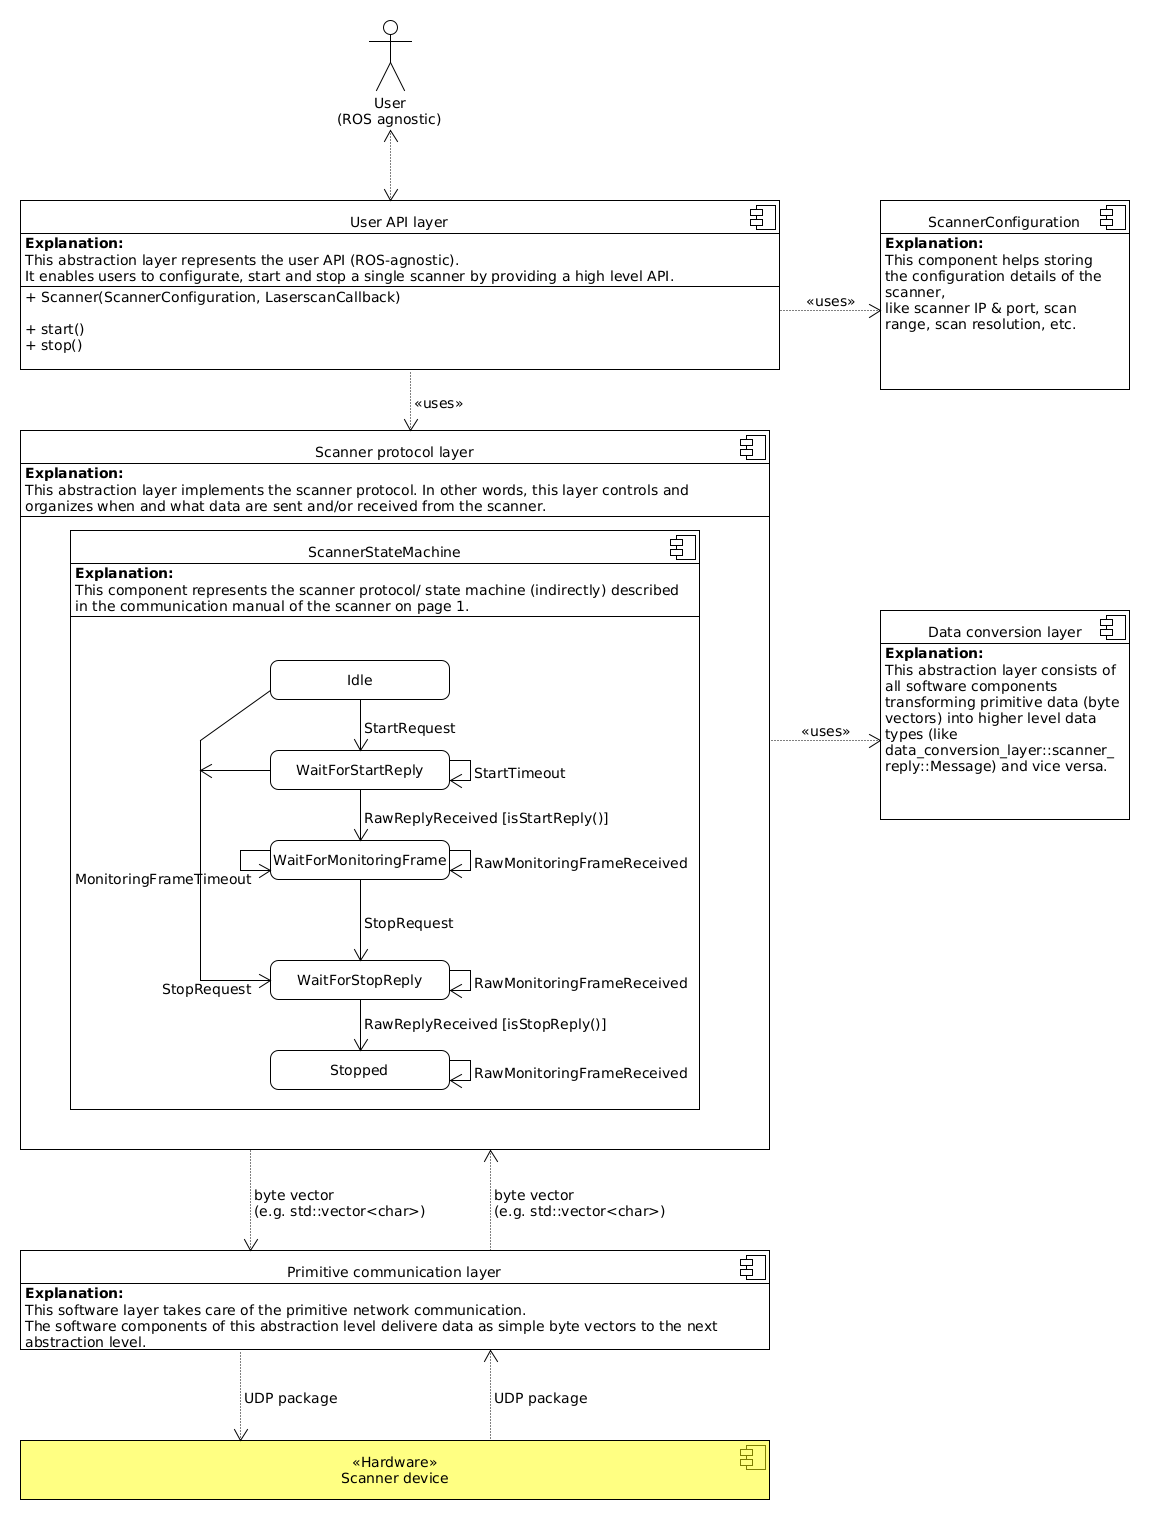 User
(ROS agnostic)
User API layer
Explanation:
This abstraction layer represents the user API (ROS-agnostic).
It enables users to configure, start and stop a single scanner by providing a high level API.
+ Scanner(ScannerConfiguration, LaserscanCallback)
+ start()
+ stop()
«uses»
ScannerConfiguration
Explanation:
This component helps storing
the configuration details of the
scanner,
like scanner IP & port, scan
range, scan resolution, etc.
«uses»
Scanner protocol layer
Explanation:
This abstraction layer implements the scanner protocol. In other words, this layer controls and
organizes when and what data are sent and/or received from the scanner.
ScannerStateMachine
Explanation:
This component represents the scanner protocol/ state machine (indirectly) described
in the communication manual of the scanner on page 1.
Idle
StartRequest
WaitForStartReply
StartTimeout
RawReplyReceived [isStartReply()]
WaitForMonitoringFrame
RawMonitoringFrameReceived
MonitoringFrameTimeout
StopRequest
WaitForStopReply
RawMonitoringFrameReceived
StopRequest
RawReplyReceived [isStopReply()]
Stopped
RawMonitoringFrameReceived
«uses»
Data conversion layer
Explanation:
This abstraction layer consists of
all software components
transforming primitive data (byte
vectors) into higher level data
types (like
data_conversion_layer::scanner_
reply::Message) and vice versa.
byte vector
(e.g. std::vector<char>)
byte vector
(e.g. std::vector<char>)
Primitive communication layer
Explanation:
This software layer takes care of the primitive network communication.
The software components of this abstraction level delivere data as simple byte vectors to the next
abstraction level.
UDP package
UDP package
«Hardware»
Scanner device